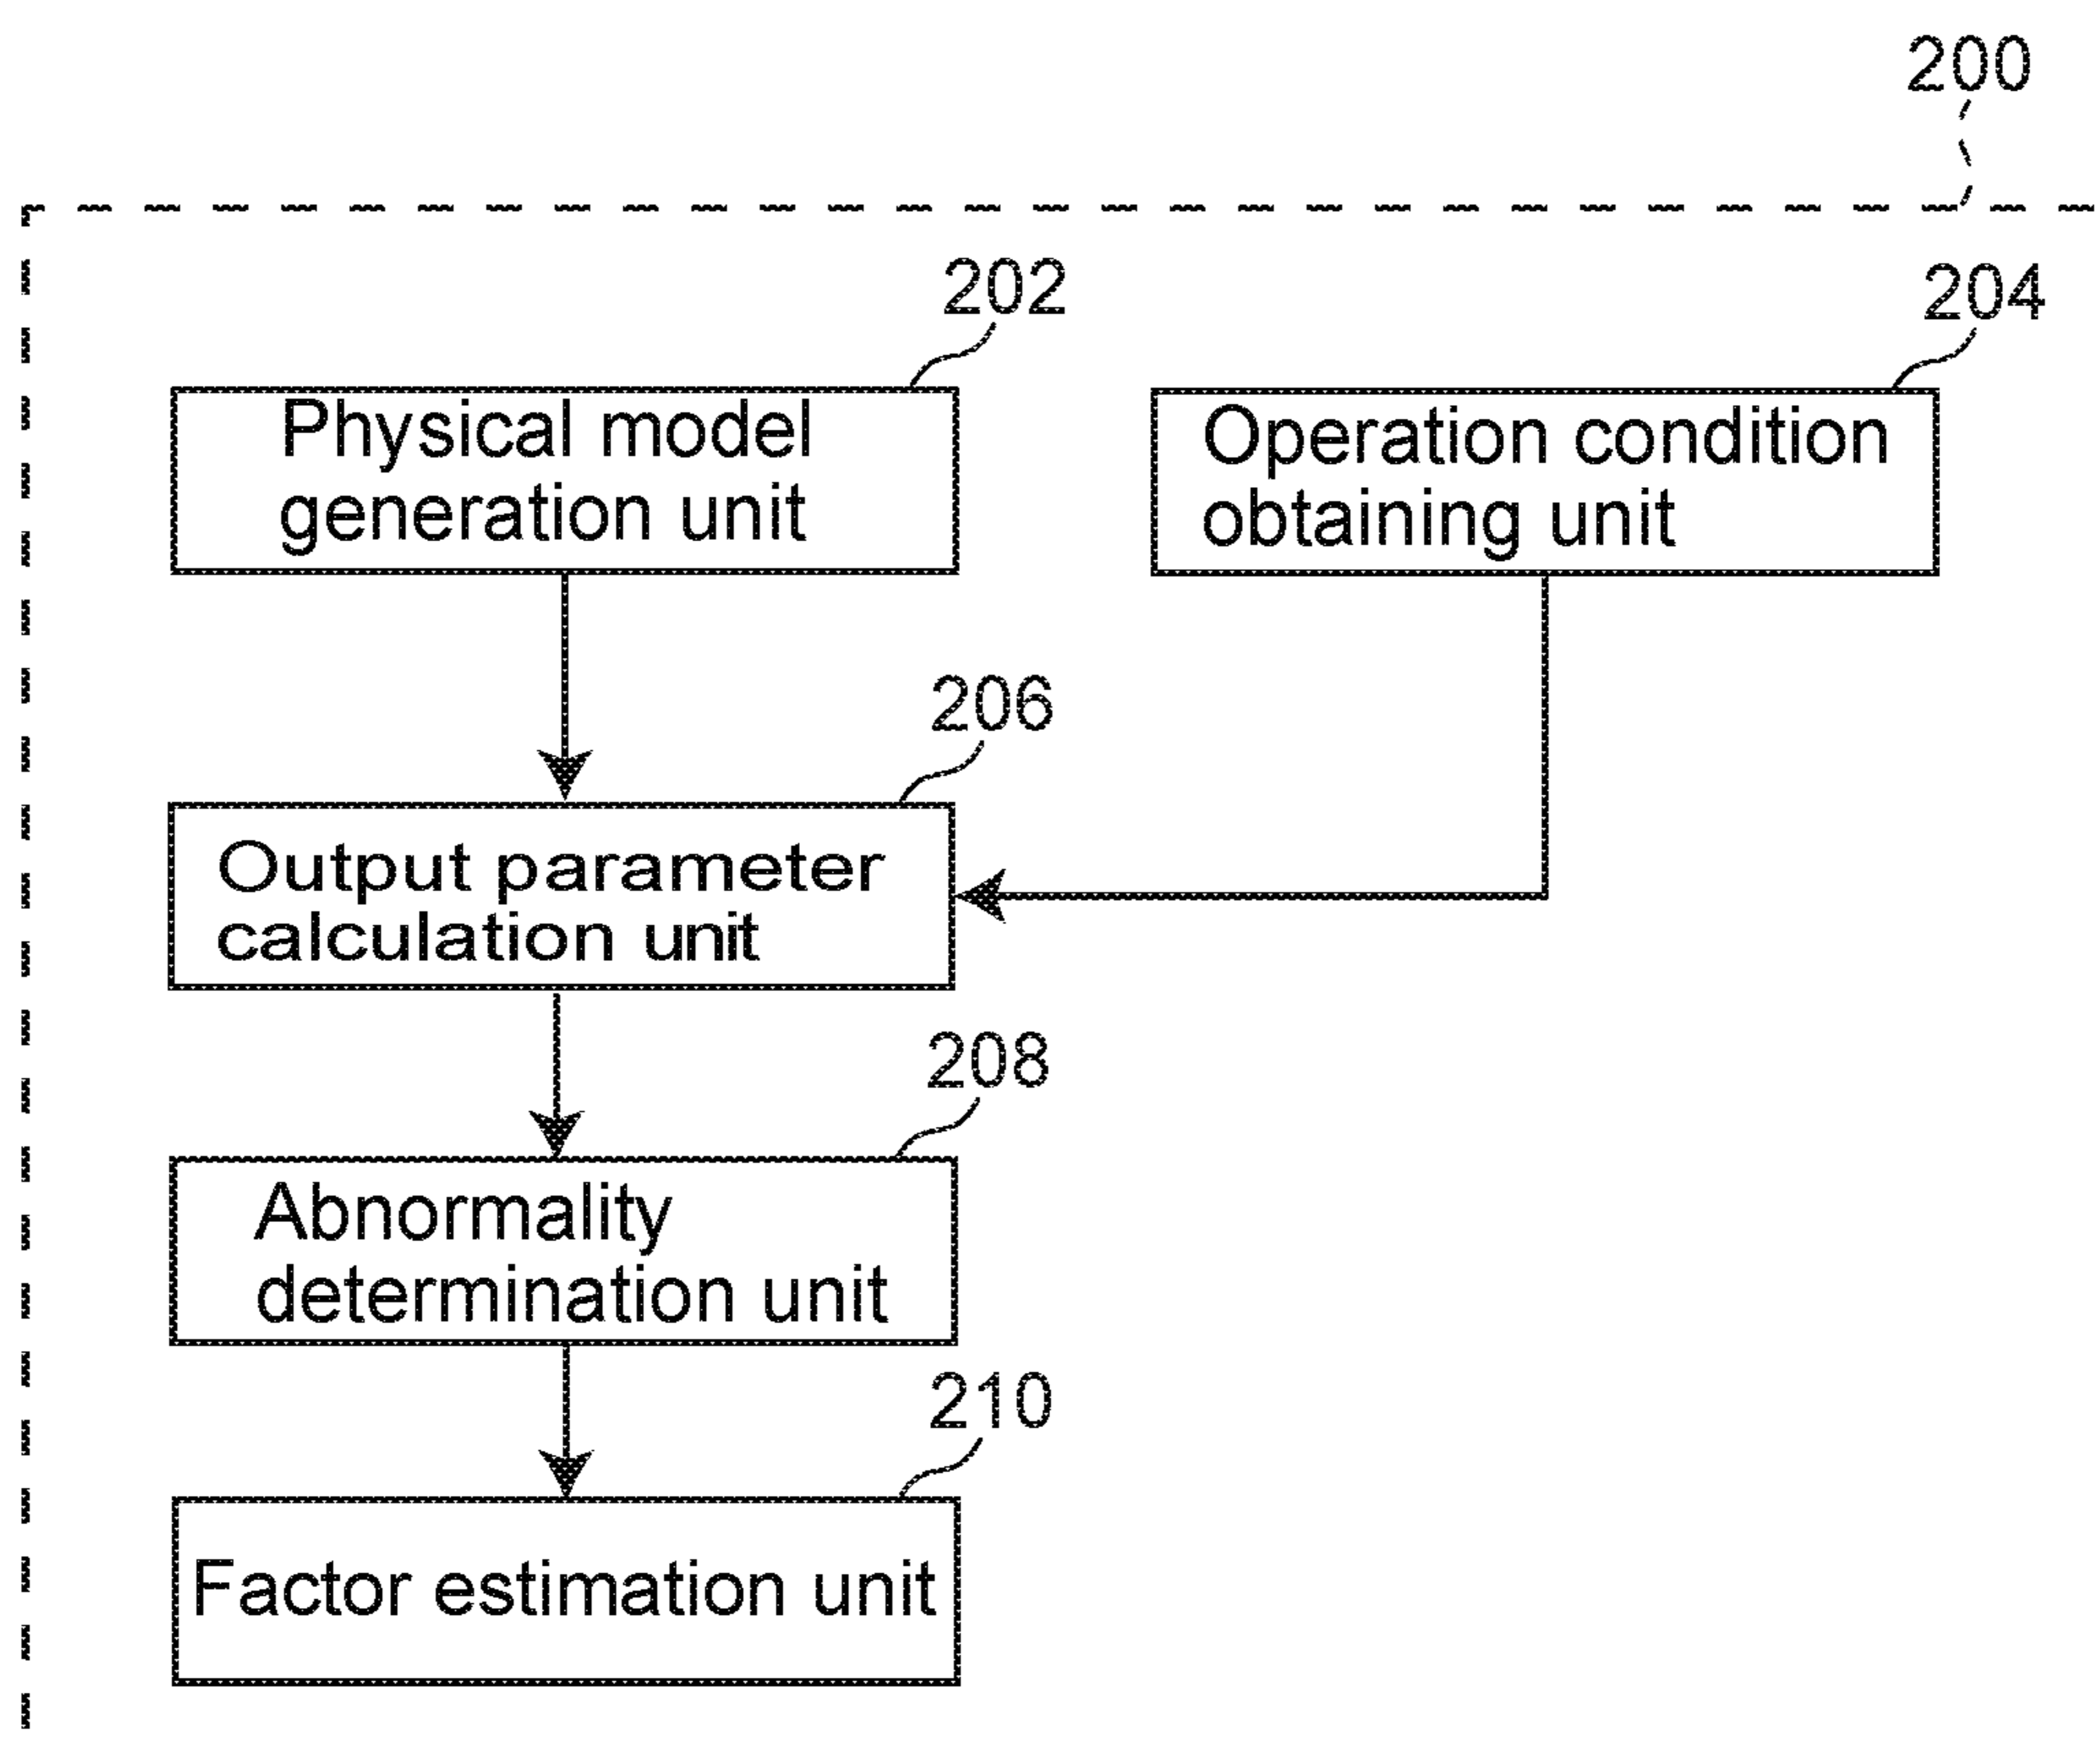 200
202
204
Physical model
generation unit
Operation condition
obtaining unit
206
Output parameter
calculation unit
208
Abnormality
determination unit
210
Factor estimation unit